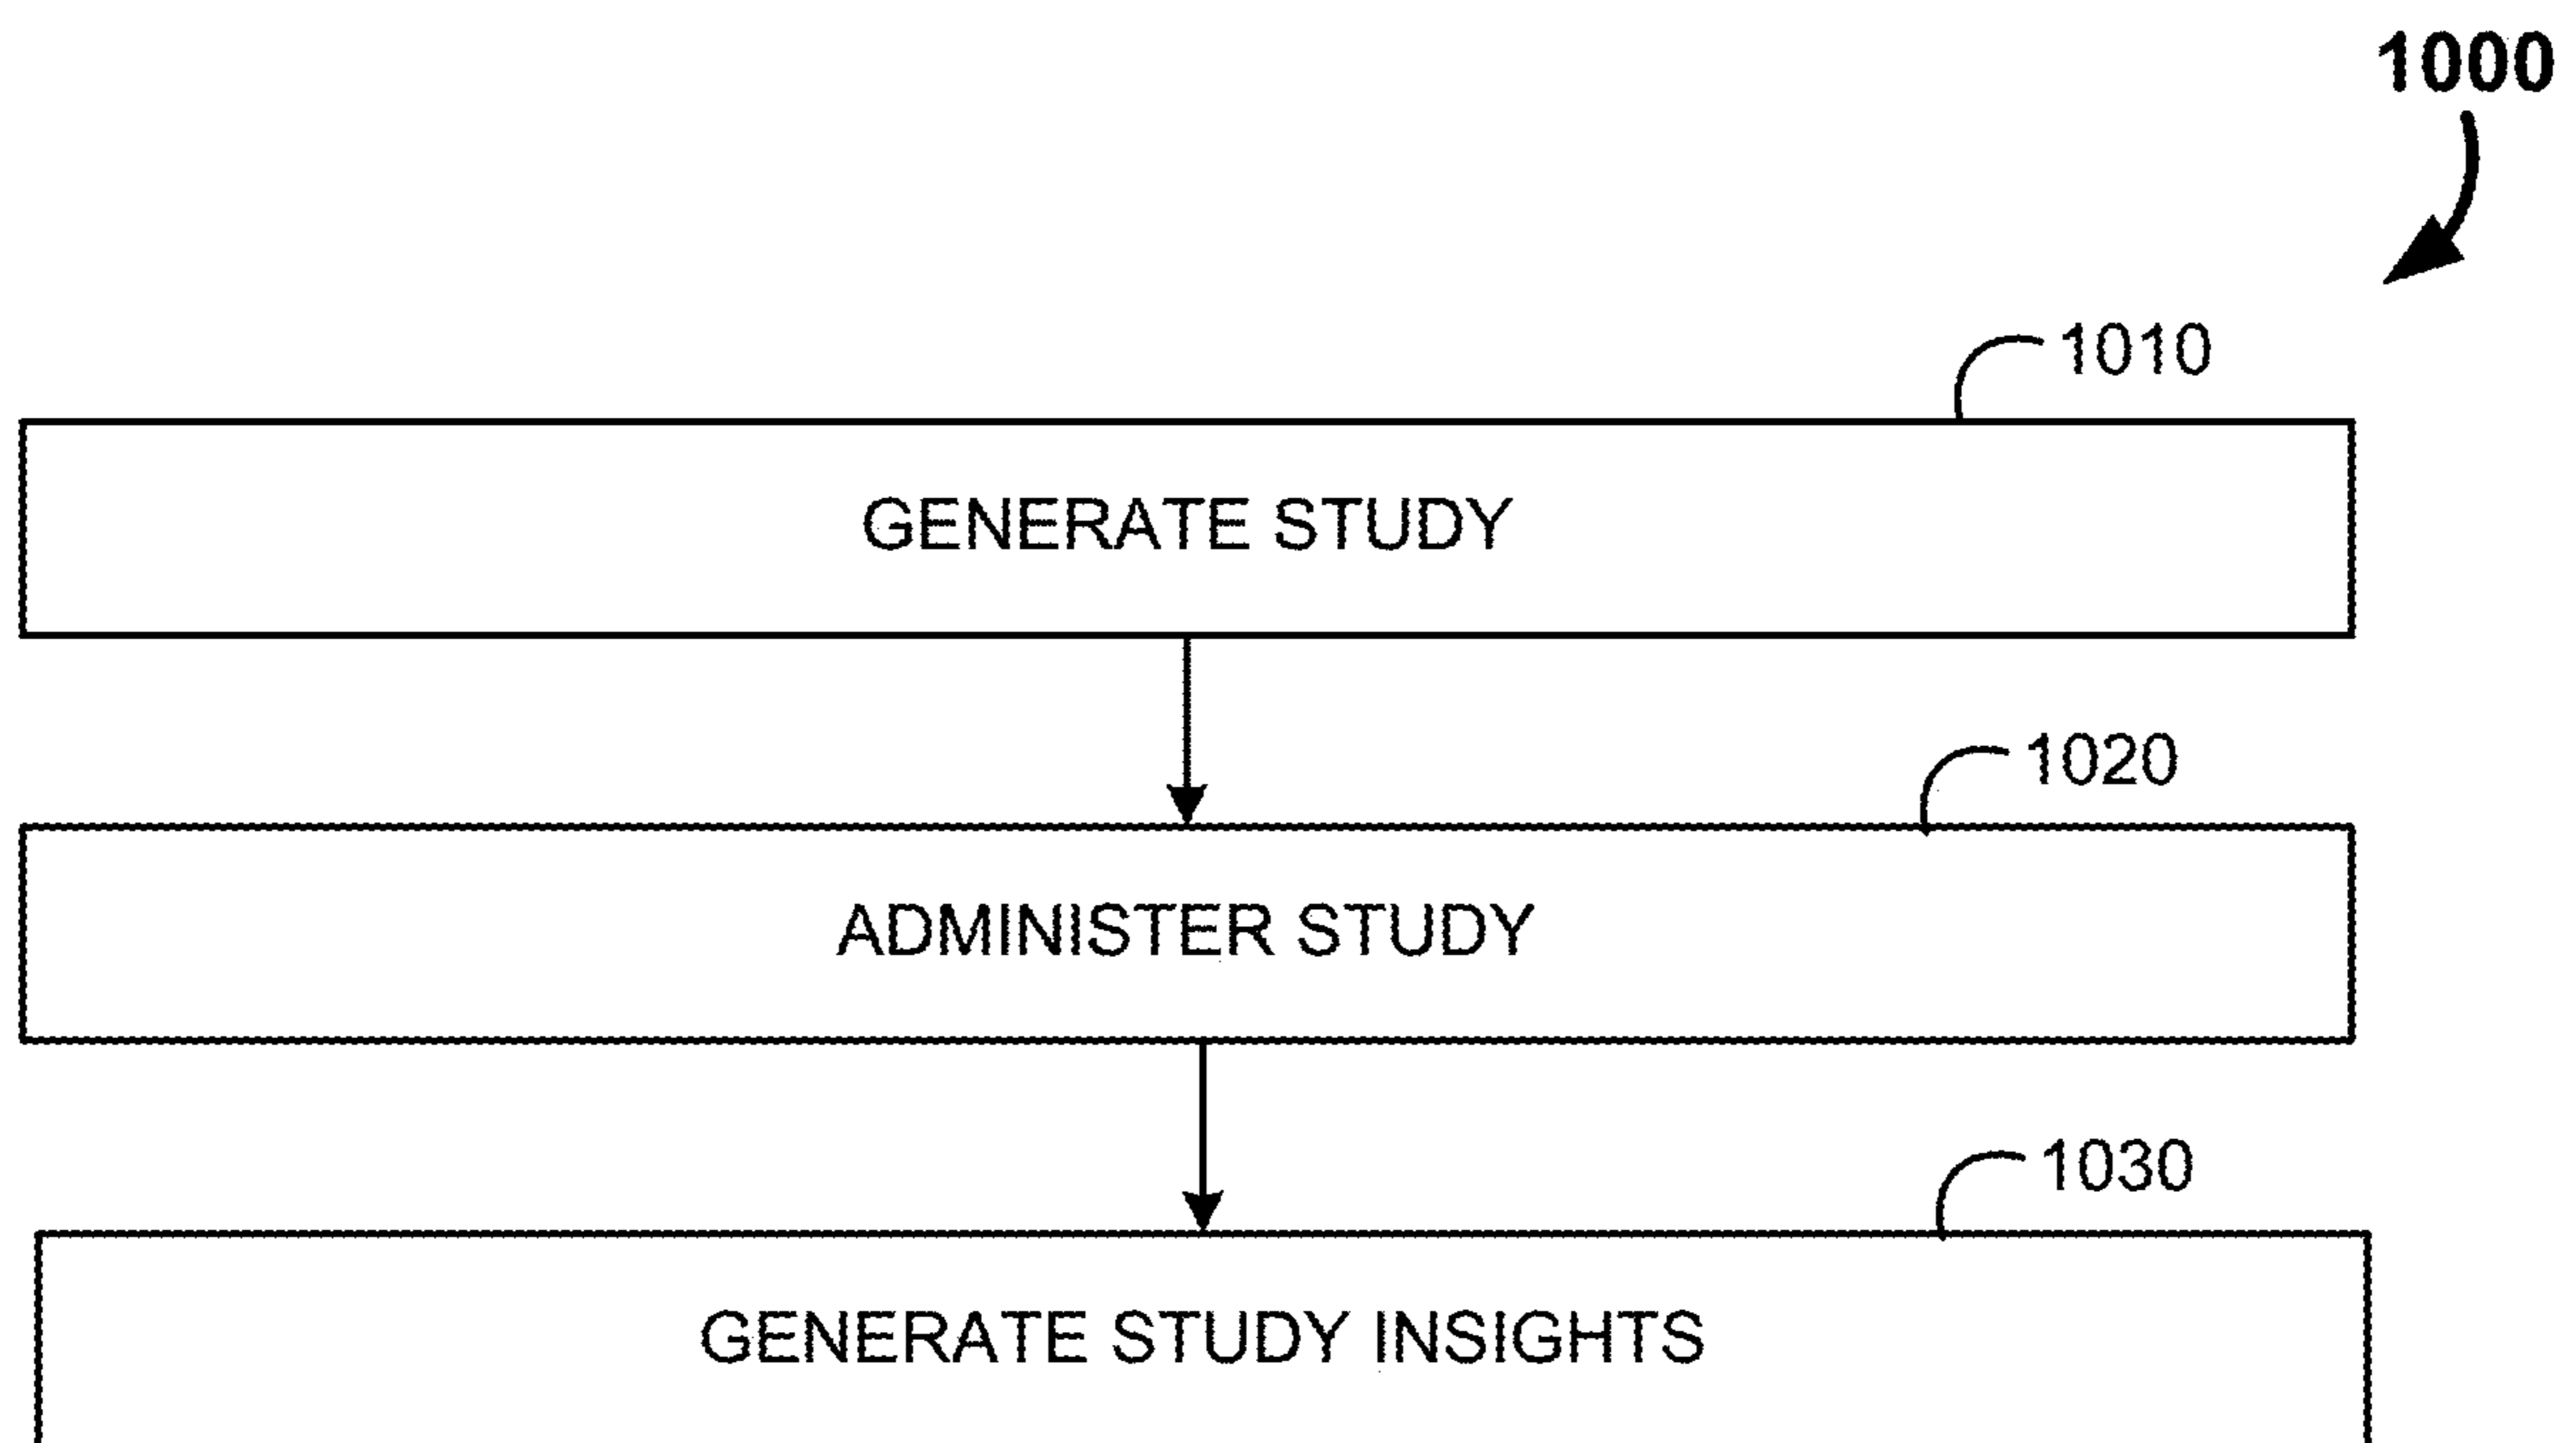 1000
1010
GENERATE STUDY
1020
ADMINISTER STUDY
1030
GENERATE STUDY INSIGHTS